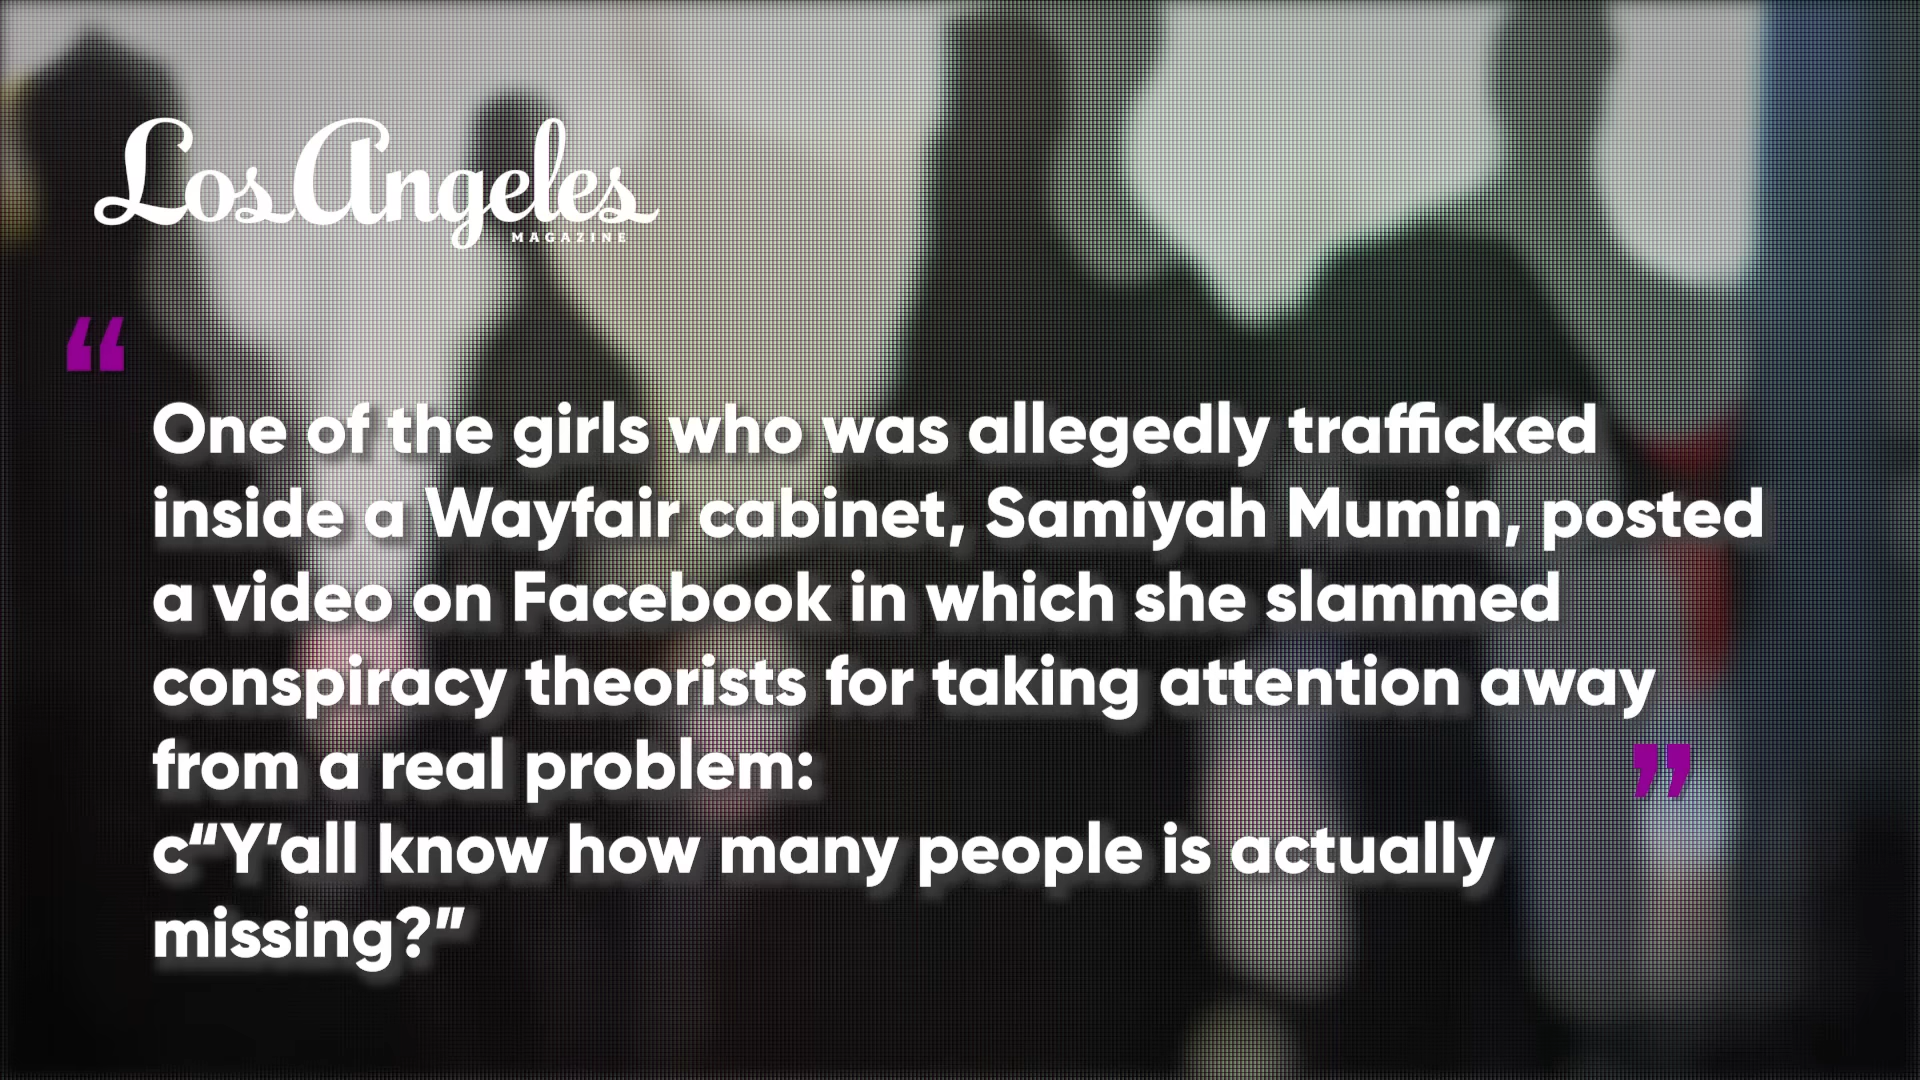 Los Angeles
MAGAZINE
“
One of the girls who was allegedly trafficked
inside a Wayfair cabinet, Samiyah Mumin, posted
a video on Facebook in which she slammed
conspiracy theorists for taking attention away
from a real problem:
”
c“Y’all know how many people is actually
missing?”